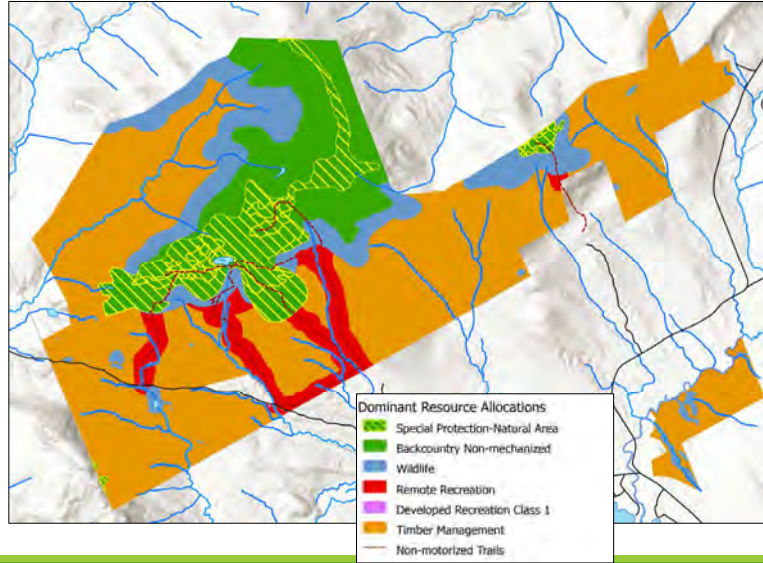 Dominant Resource Allocations
Special Protection-Natural Area
Backcountry Non-mechanized
Wildlife
Remote Recreation
Developed Recreation Class 1
Timber Management
Non-motorized Trails